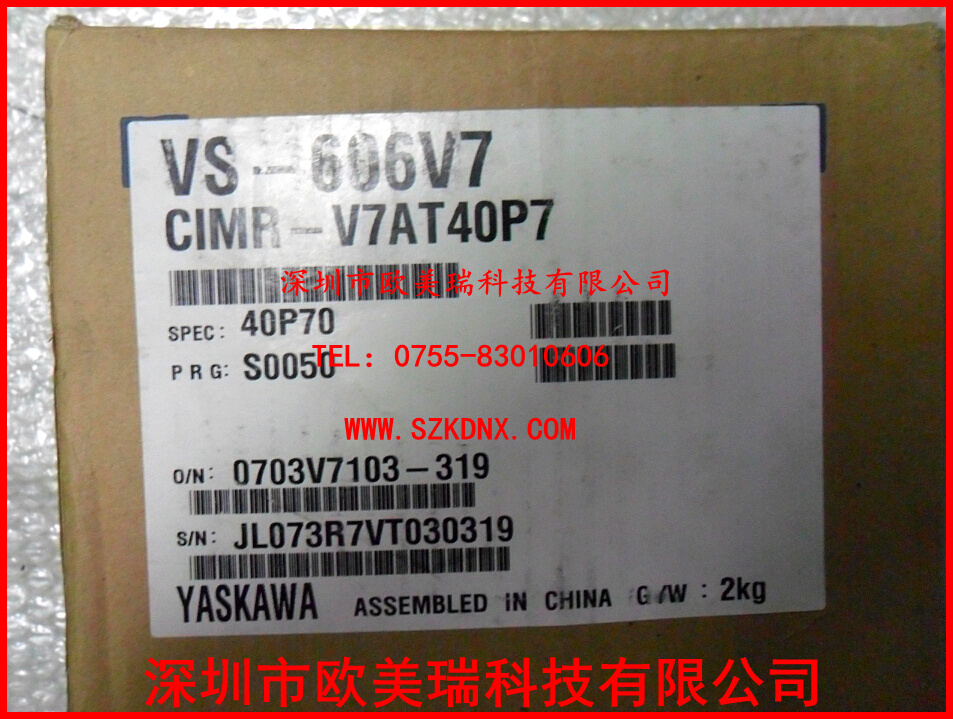 VS-606V7
CIMR-V7AT40P7
深圳市欧美瑞科技有限公司
SPEC: 40P70
PRG: S0050
TEL: 0755-83010606
WWW.SZKDNX.COM
O/N: 0703V7103-319
S/N: JL073R7VT030319
YASKAWA ASSEMBLED IN CHINA G/W : 2kg
深圳市欧美瑞科技有限公司